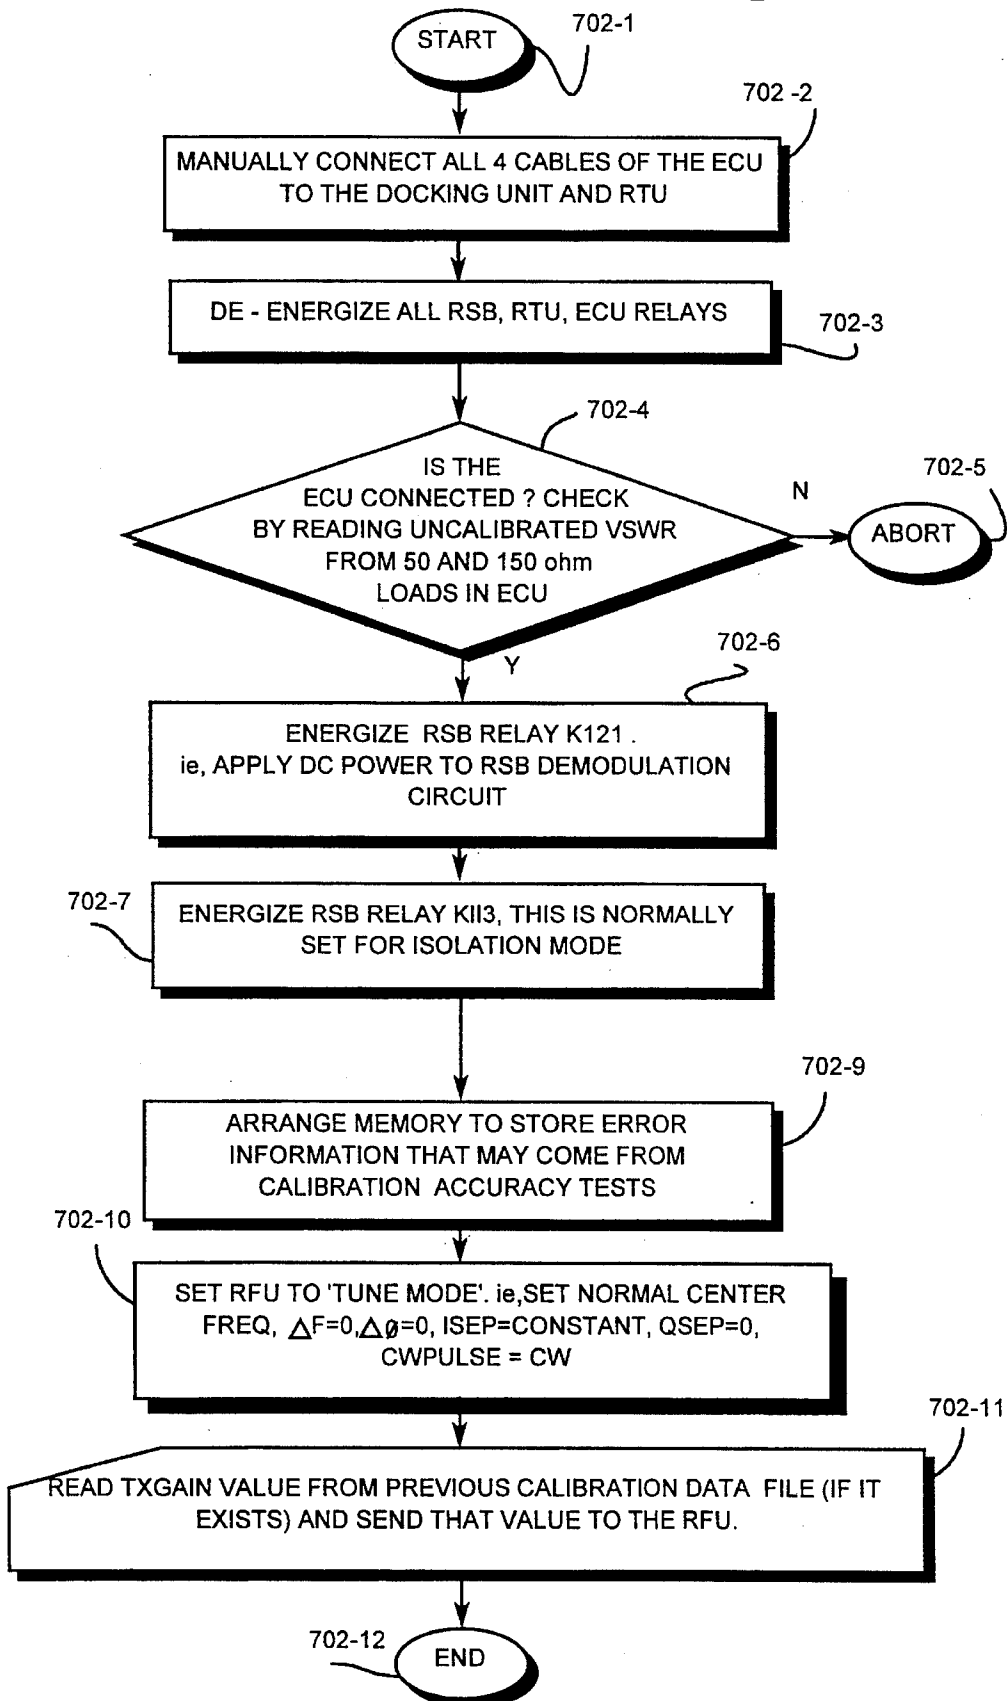 START
702-1
702 -2
MANUALLY CONNECT ALL 4 CABLES OF THE ECU
TO THE DOCKING UNIT AND RTU
DE - ENERGIZE ALL RSB, RTU, ECU RELAYS
702-3
702-4
IS THE
ECU CONNECTED ? CHECK
BY READING UNCALIBRATED VSWR
FROM 50 AND 150 ohm
LOADS IN ECU
N
702-5
ABORT
Y
702-6
ENERGIZE RSB RELAY K121 .
ie, APPLY DC POWER TO RSB DEMODULATION
CIRCUIT
702-7
ENERGIZE RSB RELAY KII3, THIS IS NORMALLY
SET FOR ISOLATION MODE
702-9
ARRANGE MEMORY TO STORE ERROR
INFORMATION THAT MAY COME FROM
CALIBRATION ACCURACY TESTS
702-10
SET RFU TO 'TUNE MODE'. ie,SET NORMAL CENTER
FREQ, △F=0,△ø=0, ISEP=CONSTANT, QSEP=0,
CWPULSE = CW
702-11
READ TXGAIN VALUE FROM PREVIOUS CALIBRATION DATA FILE (IF IT
EXISTS) AND SEND THAT VALUE TO THE RFU.
702-12
END